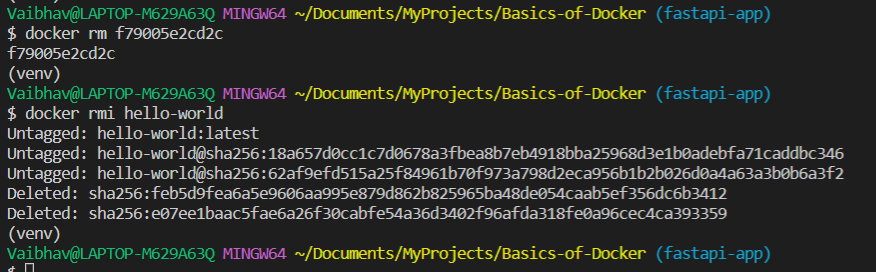 Vaibhav@LAPTOP-M629A63Q MINGW64 ~/Documents/MyProjects/Basics-of-Docker (fastapi-app)
$ docker rm f79005e2cd2c
f79005e2cd2c
(venv)
Vaibhav@LAPTOP-M629A63Q MINGW64 ~/Documents/MyProjects/Basics-of-Docker (fastapi-app)
$ docker rmi hello-world
Untagged: hello-world:latest
Untagged: hello-world@sha256:18a657d0cc1c7d0678a3fbea8b7eb4918bba25968d3e1b0adebfa71caddbc346
Untagged: hello-world@sha256:62af9efd515a25f84961b70f973a798d2eca956b1b2b026d0a4a63a3b0b6a3f2
Deleted: sha256:feb5d9fea6a5e9606aa995e879d862b825965ba48de054caab5ef356dc6b3412
Deleted: sha256:e07ee1baac5fae6a26f30cabfe54a36d3402f96afda318fe0a96cec4ca393359
(venv)
Vaibhav@LAPTOP-M629A63Q MINGW64 ~/Documents/MyProjects/Basics-of-Docker (fastapi-app)
$